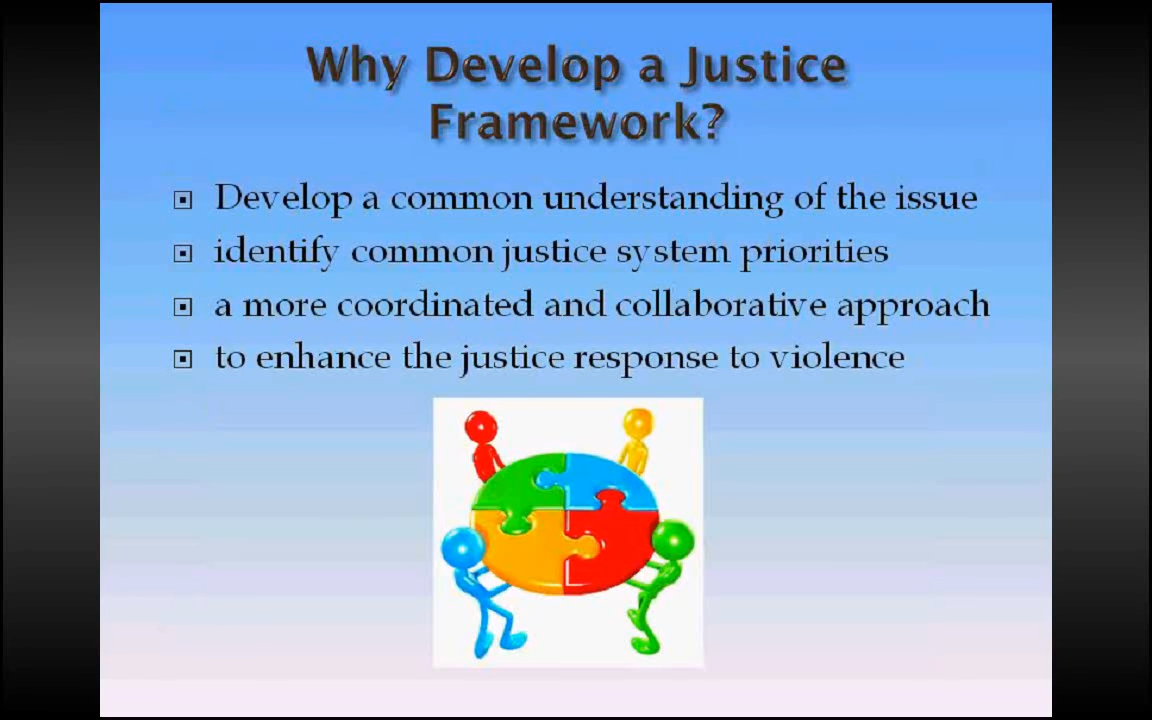 Why Develop a Justice
Framework?
Develop a common understanding of the issue
identify common justice system priorities
a more coordinated and collaborative approach
to enhance the justice response to violence